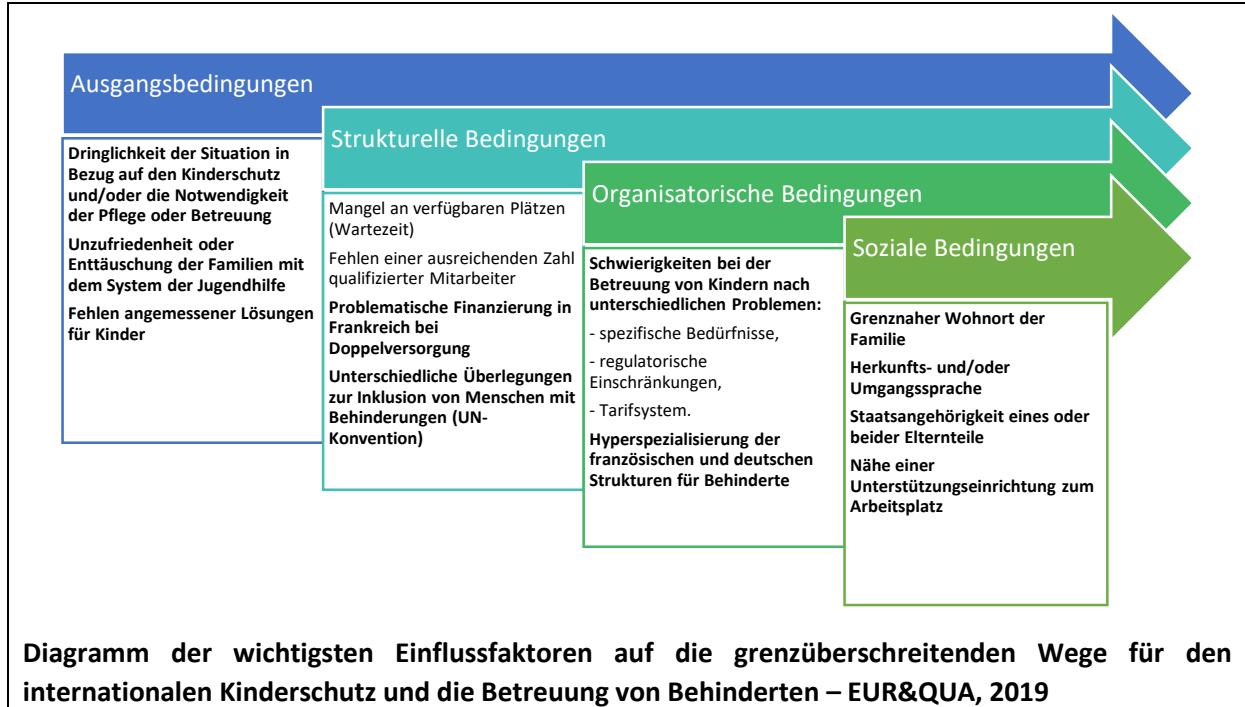 Ausgangsbedingungen
Dringlichkeit der Situation in
Bezug auf den Kinderschutz
und/oder die Notwendigkeit
der Pflege oder Betreuung
Unzufriedenheit oder
Enttäuschung der Familien mit
dem System der Jugendhilfe
Fehlen angemessener Lösungen
für Kinder
Strukturelle Bedingungen
Mangel an verfügbaren Plätzen
(Wartezeit)
Fehlen einer ausreichenden Zahl
qualifizierter Mitarbeiter
Problematische Finanzierung in
Frankreich bei
Doppelversorgung
Unterschiedliche Überlegungen
zur Inklusion von Menschen mit
Behinderungen (UN-
Konvention)
Organisatorische Bedingungen
Schwierigkeiten bei der
Betreuung von Kindern nach
unterschiedlichen Problemen:
- spezifische Bedürfnisse,
- regulatorische
Einschränkungen,
- Tarifsystem.
Hyperspezialisierung der
französischen und deutschen
Strukturen für Behinderte
Soziale Bedingungen
Grenznaher Wohnort der
Familie
Herkunfts- und/oder
Umgangssprache
Staatsangehörigkeit eines oder
beider Elternteile
Nähe einer
Unterstützungseinrichtung zum
Arbeitsplatz
Diagramm der wichtigsten Einflussfaktoren auf die grenzüberschreitenden Wege für den
internationalen Kinderschutz und die Betreuung von Behinderten – EUR&QUA, 2019